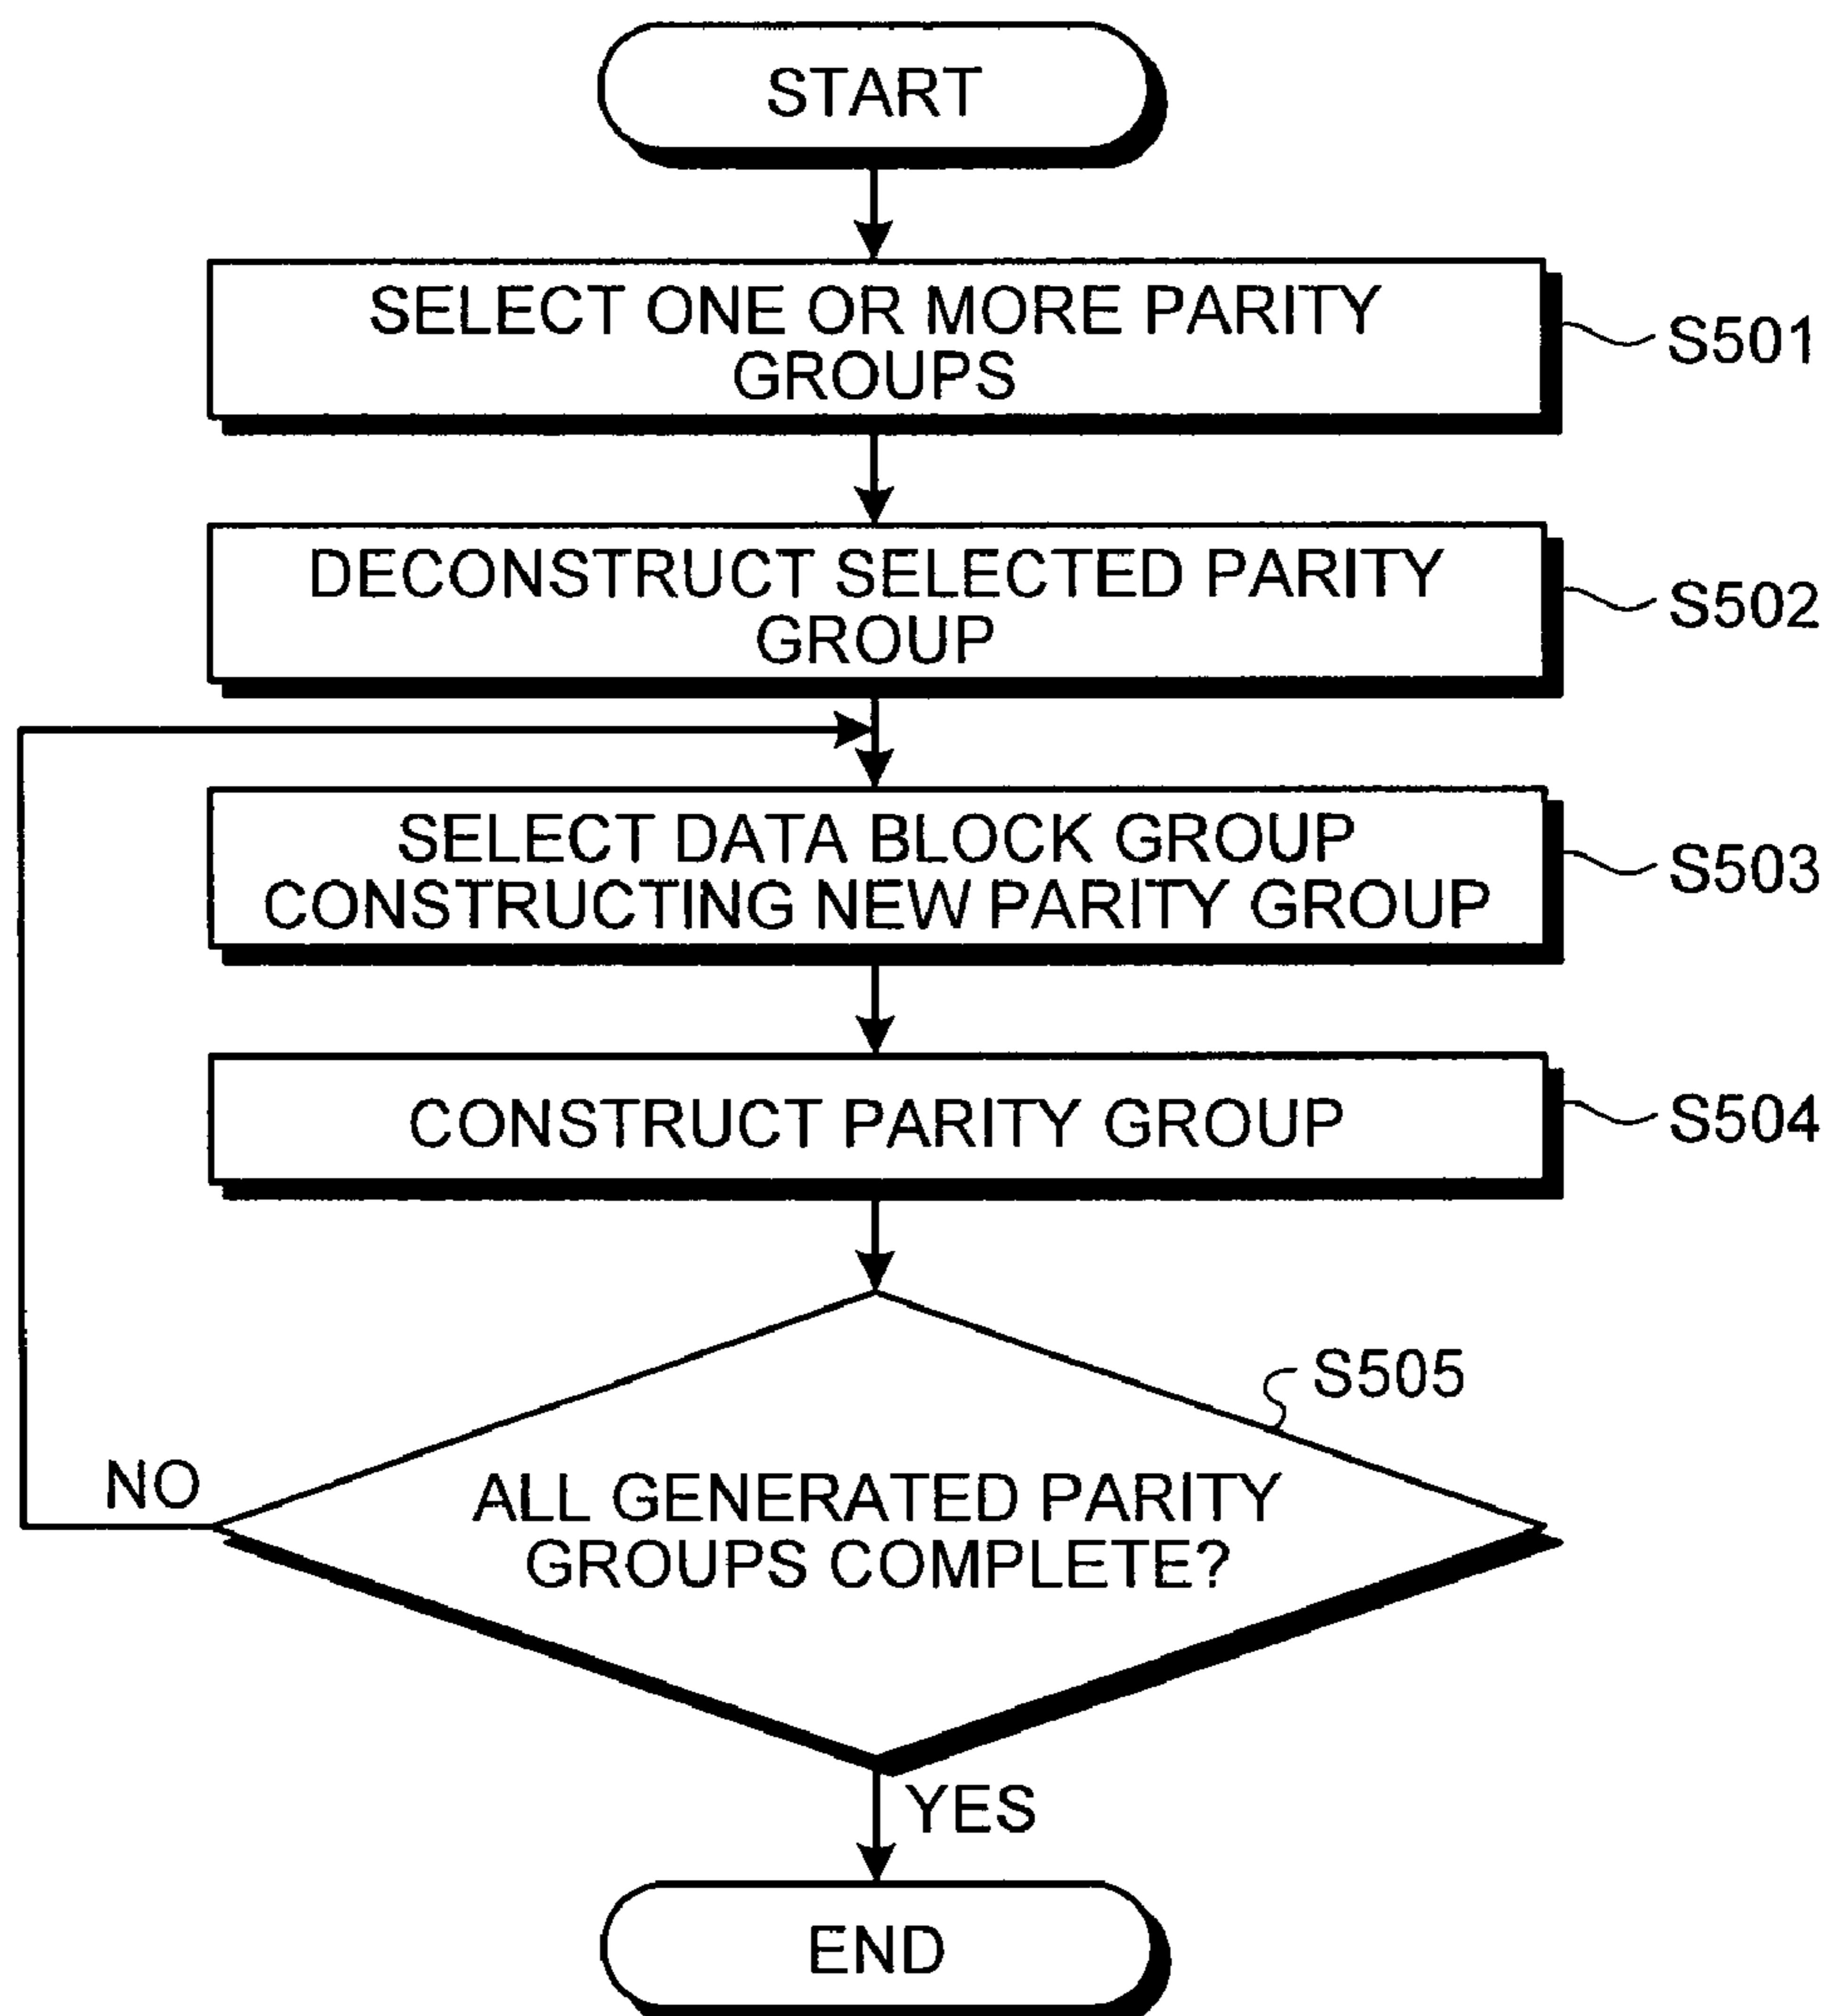 START
SELECT ONE OR MORE PARITY
GROUPS
S501
DECONSTRUCT SELECTED PARITY
GROUP
S502
SELECT DATA BLOCK GROUP
CONSTRUCTING NEW PARITY GROUP
S503
CONSTRUCT PARITY GROUP
S504
S505
NO
ALL GENERATED PARITY
GROUPS COMPLETE?
YES
END